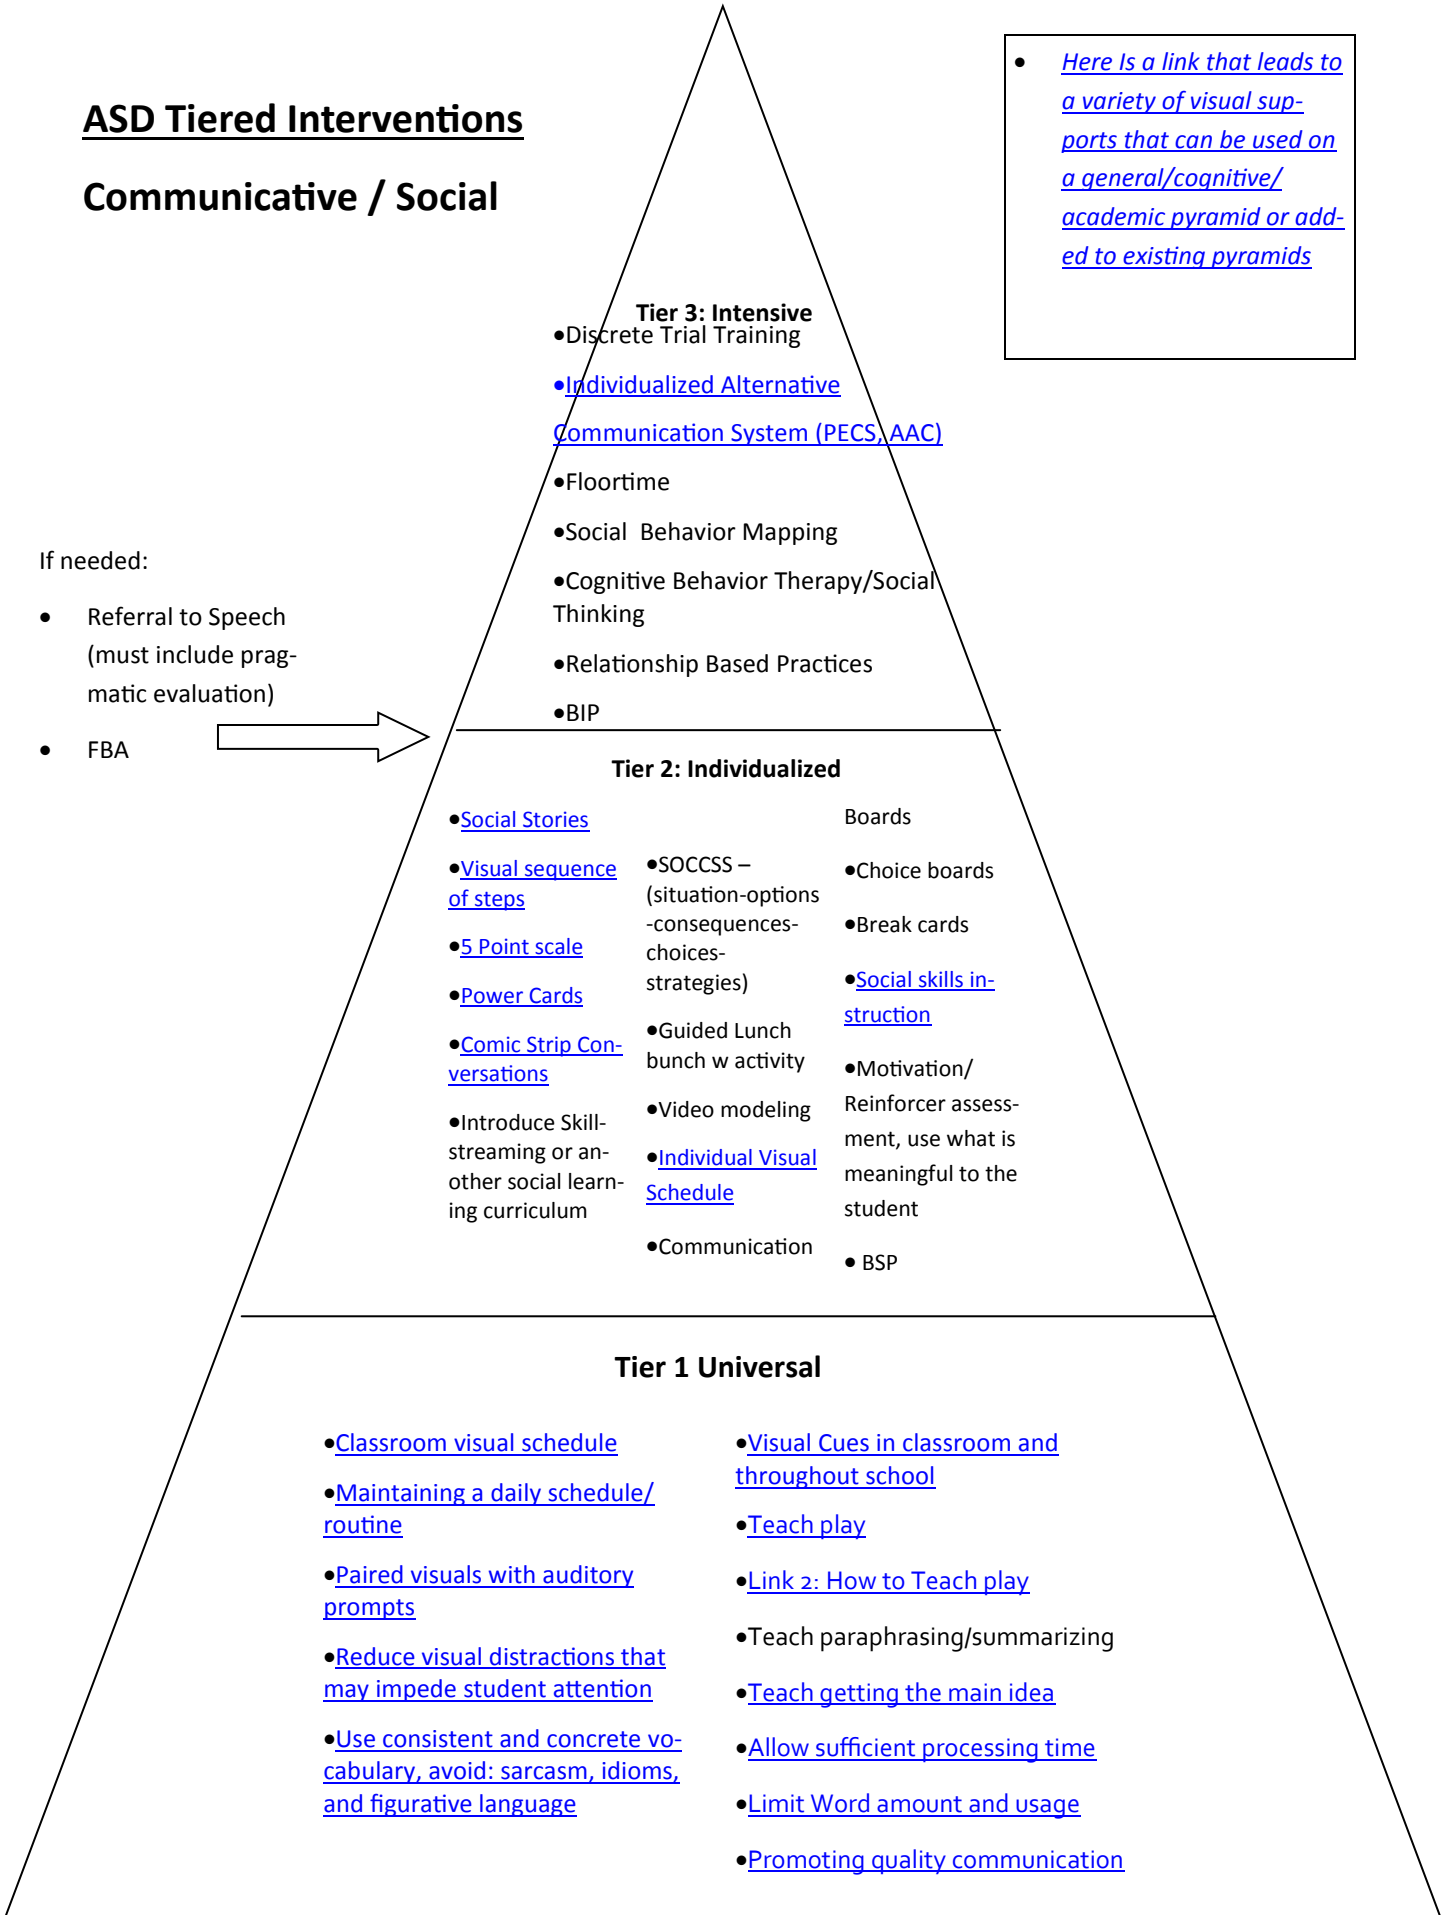 ASD Tiered Interventions
Communicative / Social
• Here Is a link that leads to
a variety of visual sup-
ports that can be used on
a general/cognitive/
academic pyramid or add-
ed to existing pyramids
Tier 3: Intensive
•Discrete Trial Training
•Individualized Alternative
Communication System (PECS, AAC)
•Floortime
•Social  Behavior Mapping
•Cognitive Behavior Therapy/Social
Thinking
•Relationship Based Practices
•BIP
If needed:
• Referral to Speech
(must include prag-
matic evaluation)
• FBA
Tier 2: Individualized
•Social Stories
•Visual sequence
of steps
•5 Point scale
•Power Cards
•Comic Strip Con-
versations
•Introduce Skill-
streaming or an-
other social learn-
ing curriculum
•SOCCSS –
(situation-options
-consequences-
choices-
strategies)
•Guided Lunch
bunch w activity
•Video modeling
•Individual Visual
Schedule
•Communication
Boards
•Choice boards
•Break cards
•Social skills in-
struction
•Motivation/
Reinforcer assess-
ment, use what is
meaningful to the
student
• BSP
Tier 1 Universal
•Classroom visual schedule
•Maintaining a daily schedule/
routine
•Paired visuals with auditory
prompts
•Reduce visual distractions that
may impede student attention
•Use consistent and concrete vo-
cabulary, avoid: sarcasm, idioms,
and figurative language
•Visual Cues in classroom and
throughout school
•Teach play
•Link 2: How to Teach play
•Teach paraphrasing/summarizing
•Teach getting the main idea
•Allow sufficient processing time
•Limit Word amount and usage
•Promoting quality communication